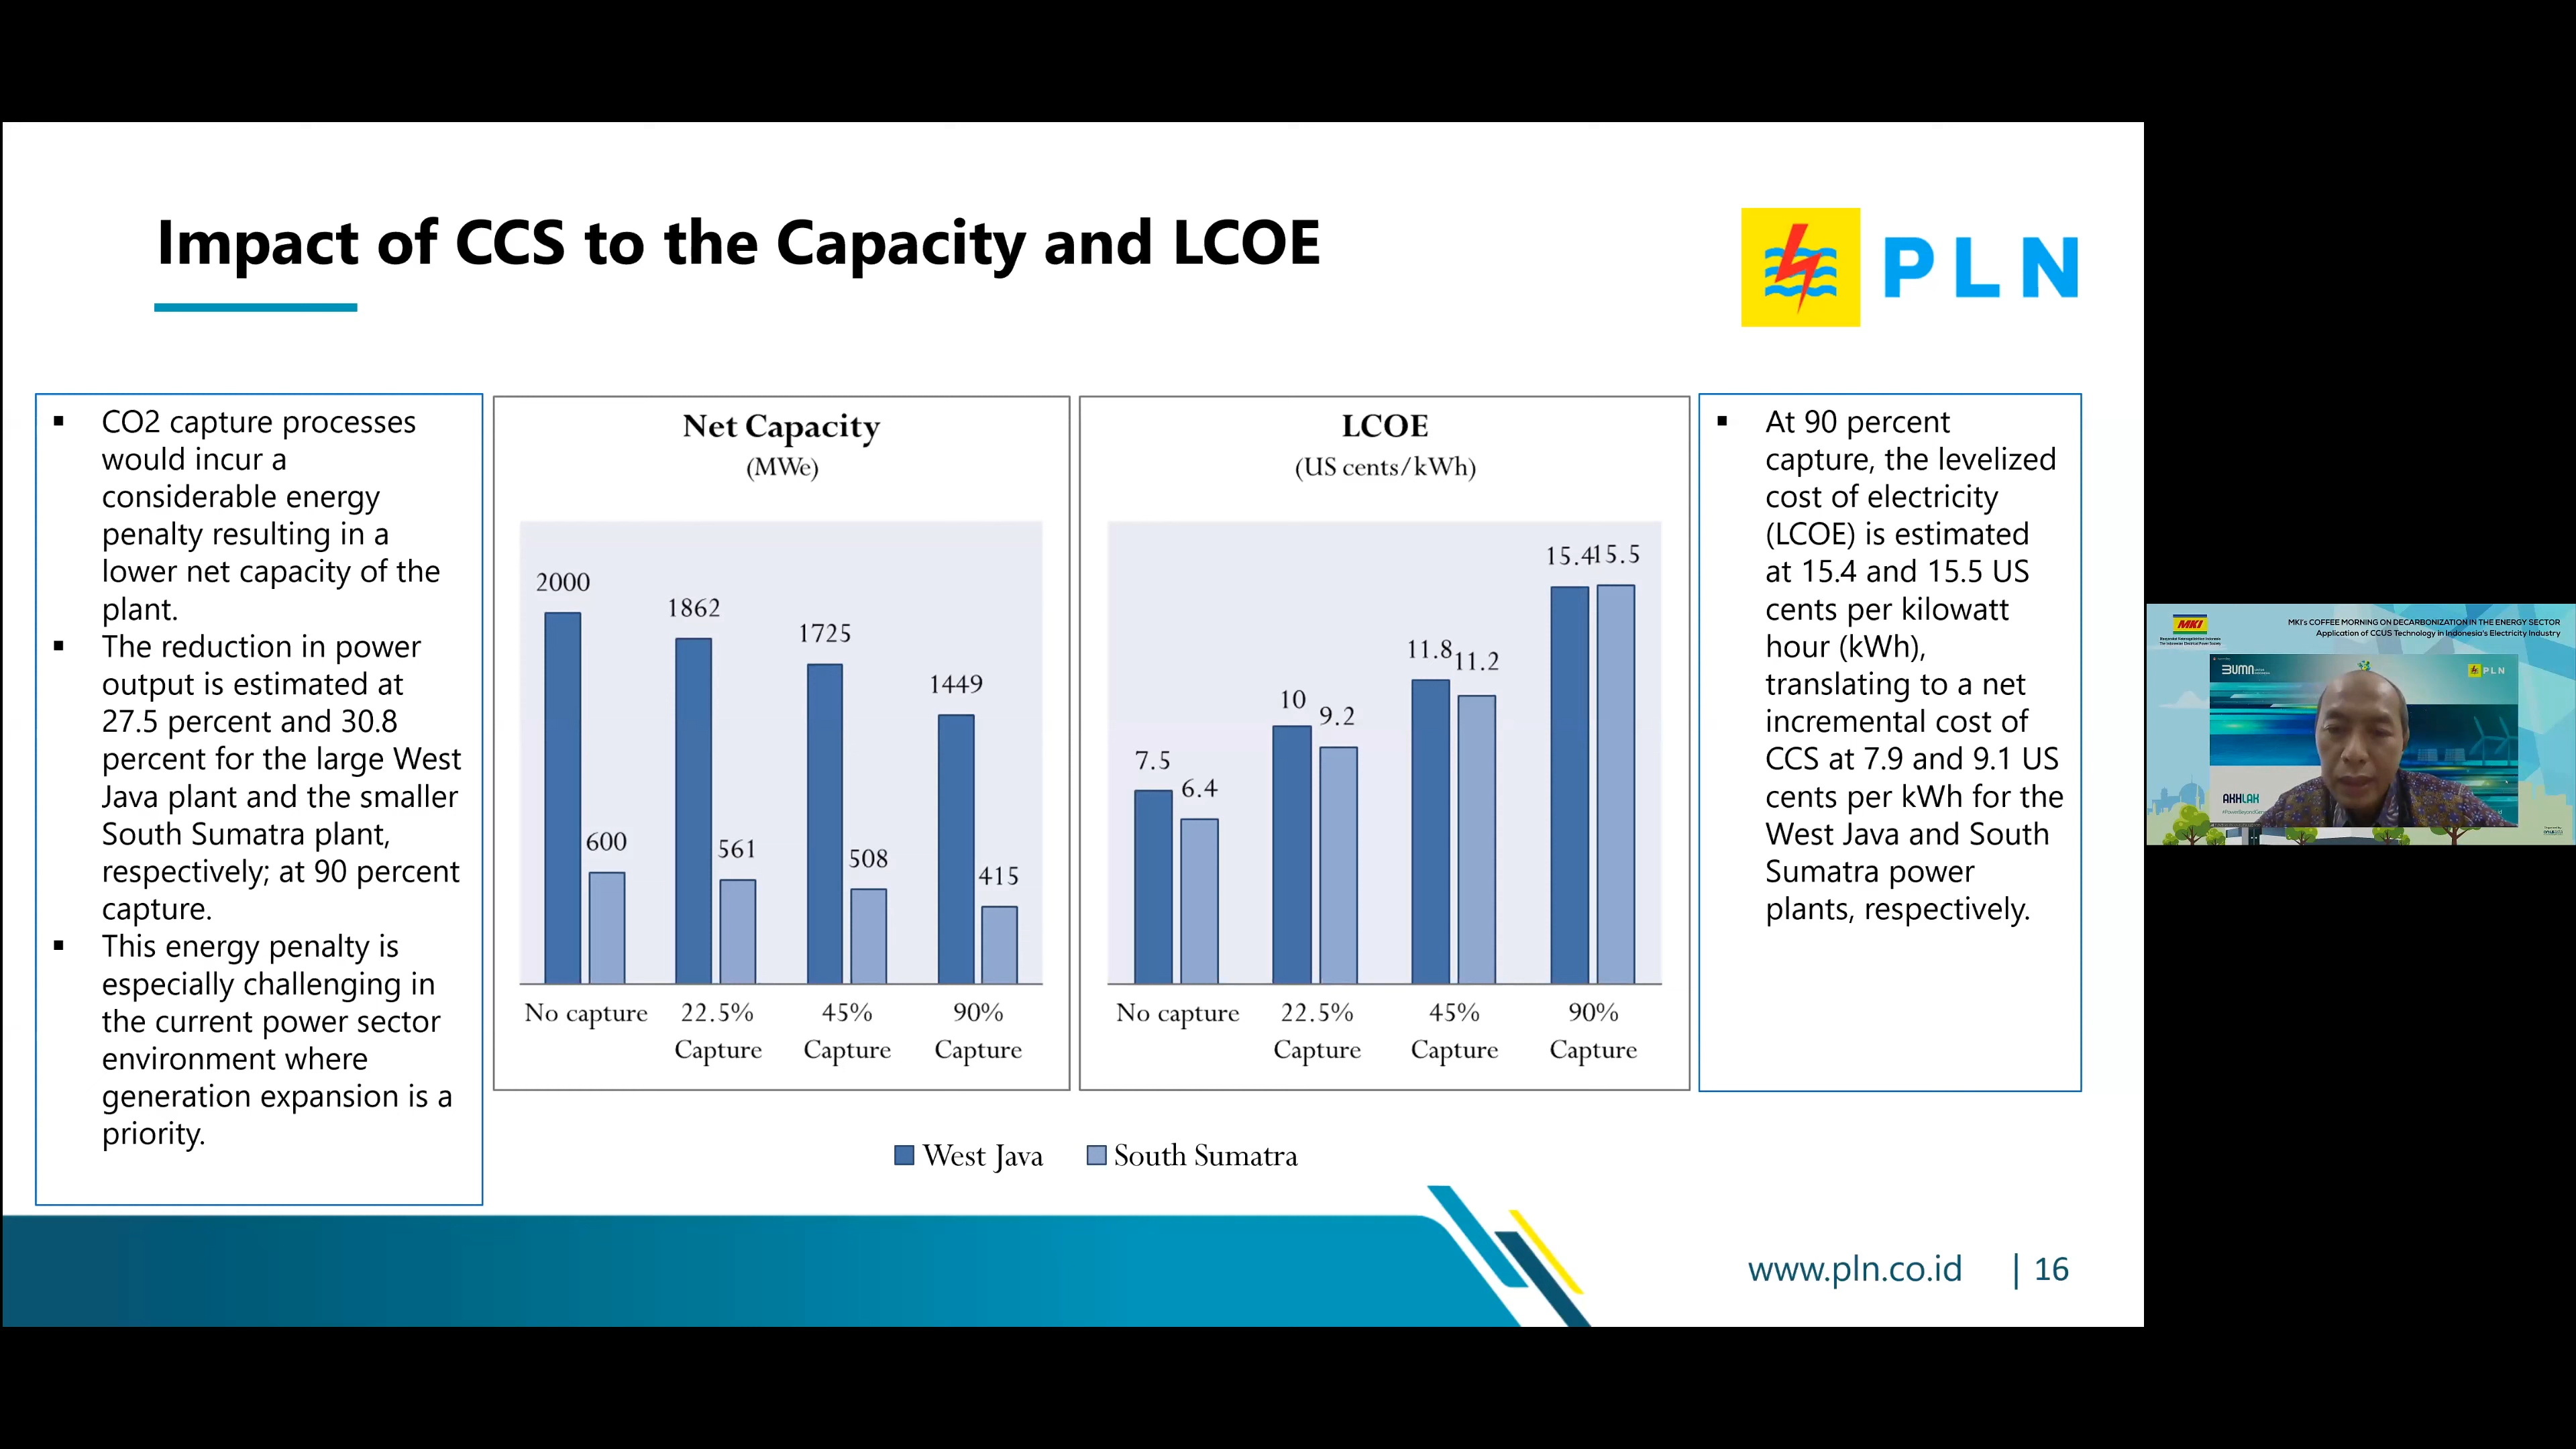 Impact of CCS to the Capacity and LCOE
PLN
▪ CO2 capture processes
would incur a
considerable energy
penalty resulting in a
lower net capacity of the
plant.
▪ The reduction in power
output is estimated at
27.5 percent and 30.8
percent for the large West
Java plant and the smaller
South Sumatra plant,
respectively; at 90 percent
capture.
▪ This energy penalty is
especially challenging in
the current power sector
environment where
generation expansion is a
priority.
Net Capacity
(MWe)
2000
600
1862
561
1725
508
1449
415
No capture
22.5%
Capture
45%
Capture
90%
Capture
LCOE
(US cents/kWh)
7.5
6.4
10
9.2
11.8
11.2
15.4
15.5
No capture
22.5%
Capture
45%
Capture
90%
Capture
West Java
South Sumatra
▪ At 90 percent
capture, the levelized
cost of electricity
(LCOE) is estimated
at 15.4 and 15.5 US
cents per kilowatt
hour (kWh),
translating to a net
incremental cost of
CCS at 7.9 and 9.1 US
cents per kWh for the
West Java and South
Sumatra power
plants, respectively.
www.pln.co.id | 16
MKI
MKI's COFFEE MORNING ON DECARBONIZATION IN THE ENERGY SECTOR
Application of CCUS Technology in Indonesia's Electricity Industry
BUMN
PLN
AKHLAK